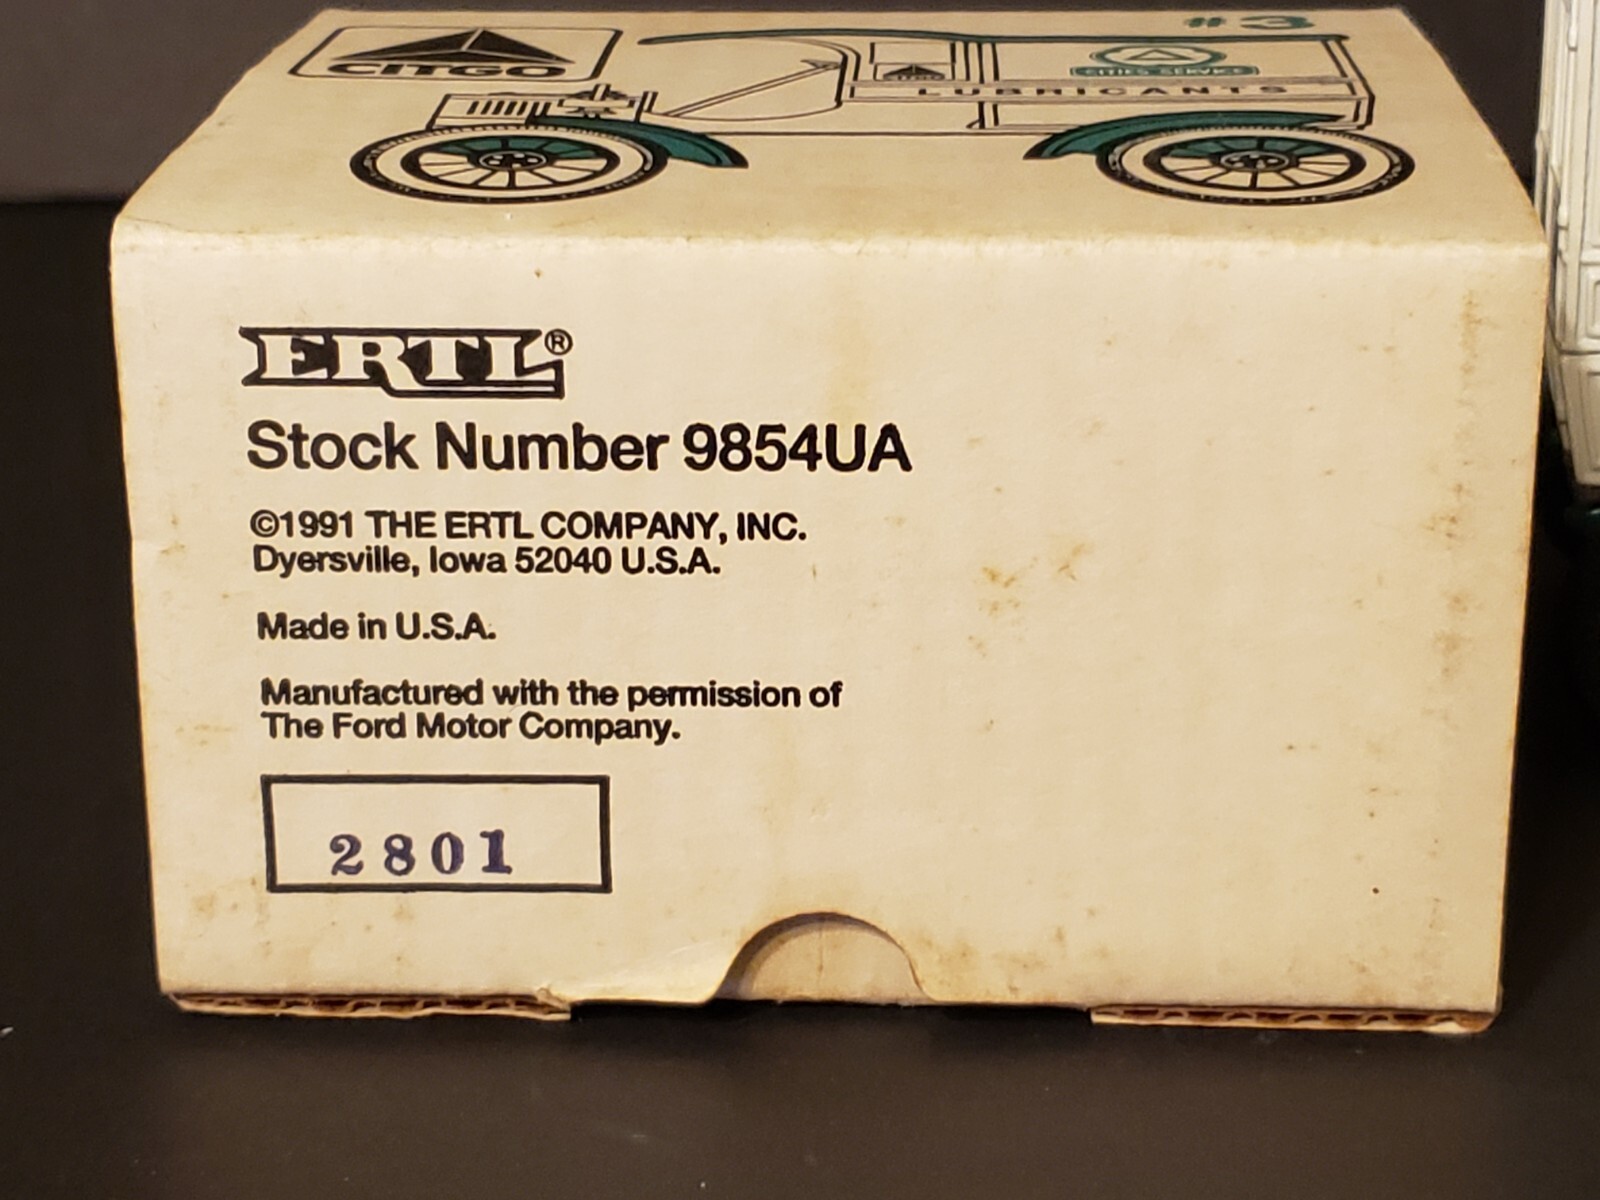 #3
CITGO
CITIES SERVICE
LUBRICANTS
ERTL®
Stock Number 9854UA
©1991 THE ERTL COMPANY, INC.
Dyersville, Iowa 52040 U.S.A.
Made in U.S.A.
Manufactured with the permission of
The Ford Motor Company.
2801